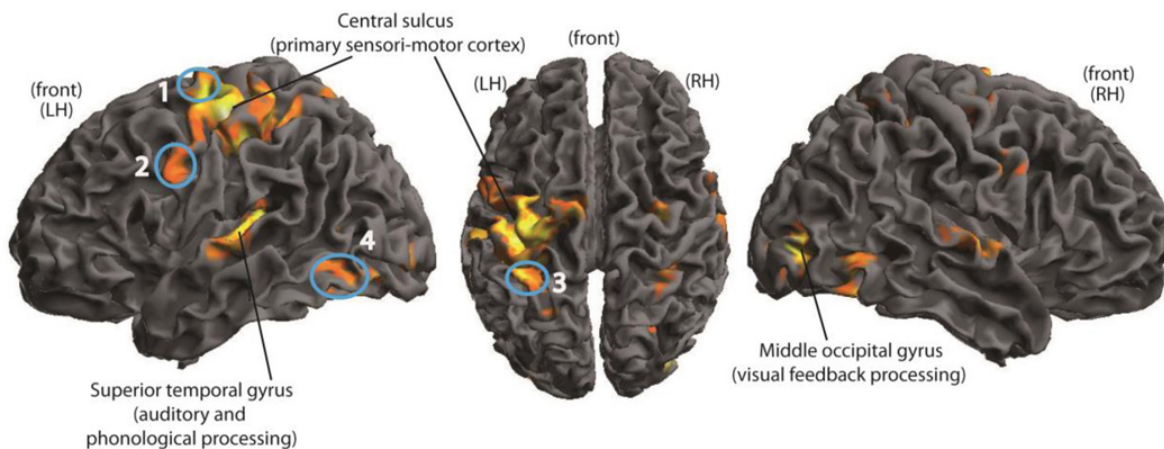 Central sulcus
(primary sensori-motor cortex)
(front)
(front)
(LH)
1
2
4
(LH)
(RH)
3
(front)
(RH)
Superior temporal gyrus
(auditory and
phonological processing)
Middle occipital gyrus
(visual feedback processing)